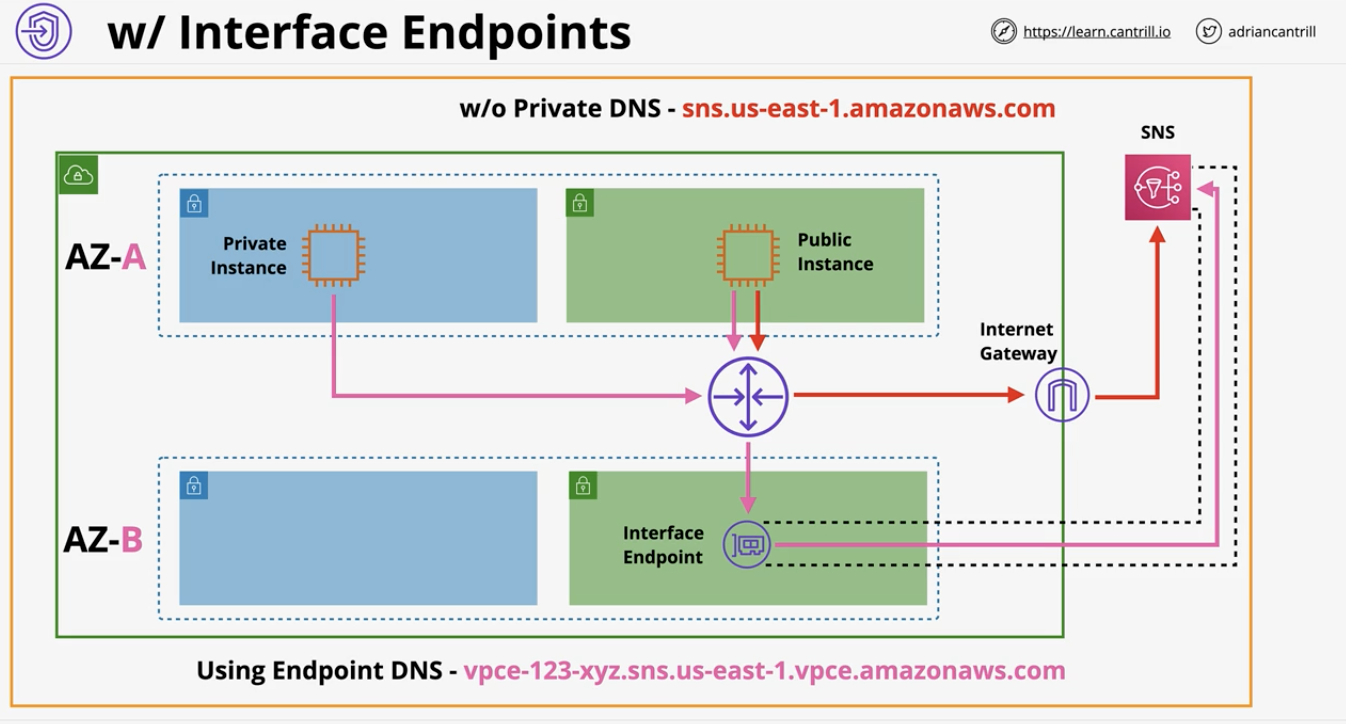 w/ Interface Endpoints
https://learn.cantrill.io
adriancantrill
w/o Private DNS - sns.us-east-1.amazonaws.com
SNS
AZ-A
Private
Instance
Public
Instance
Internet
Gateway
AZ-B
Interface
Endpoint
Using Endpoint DNS - vpce-123-xyz.sns.us-east-1.vpce.amazonaws.com